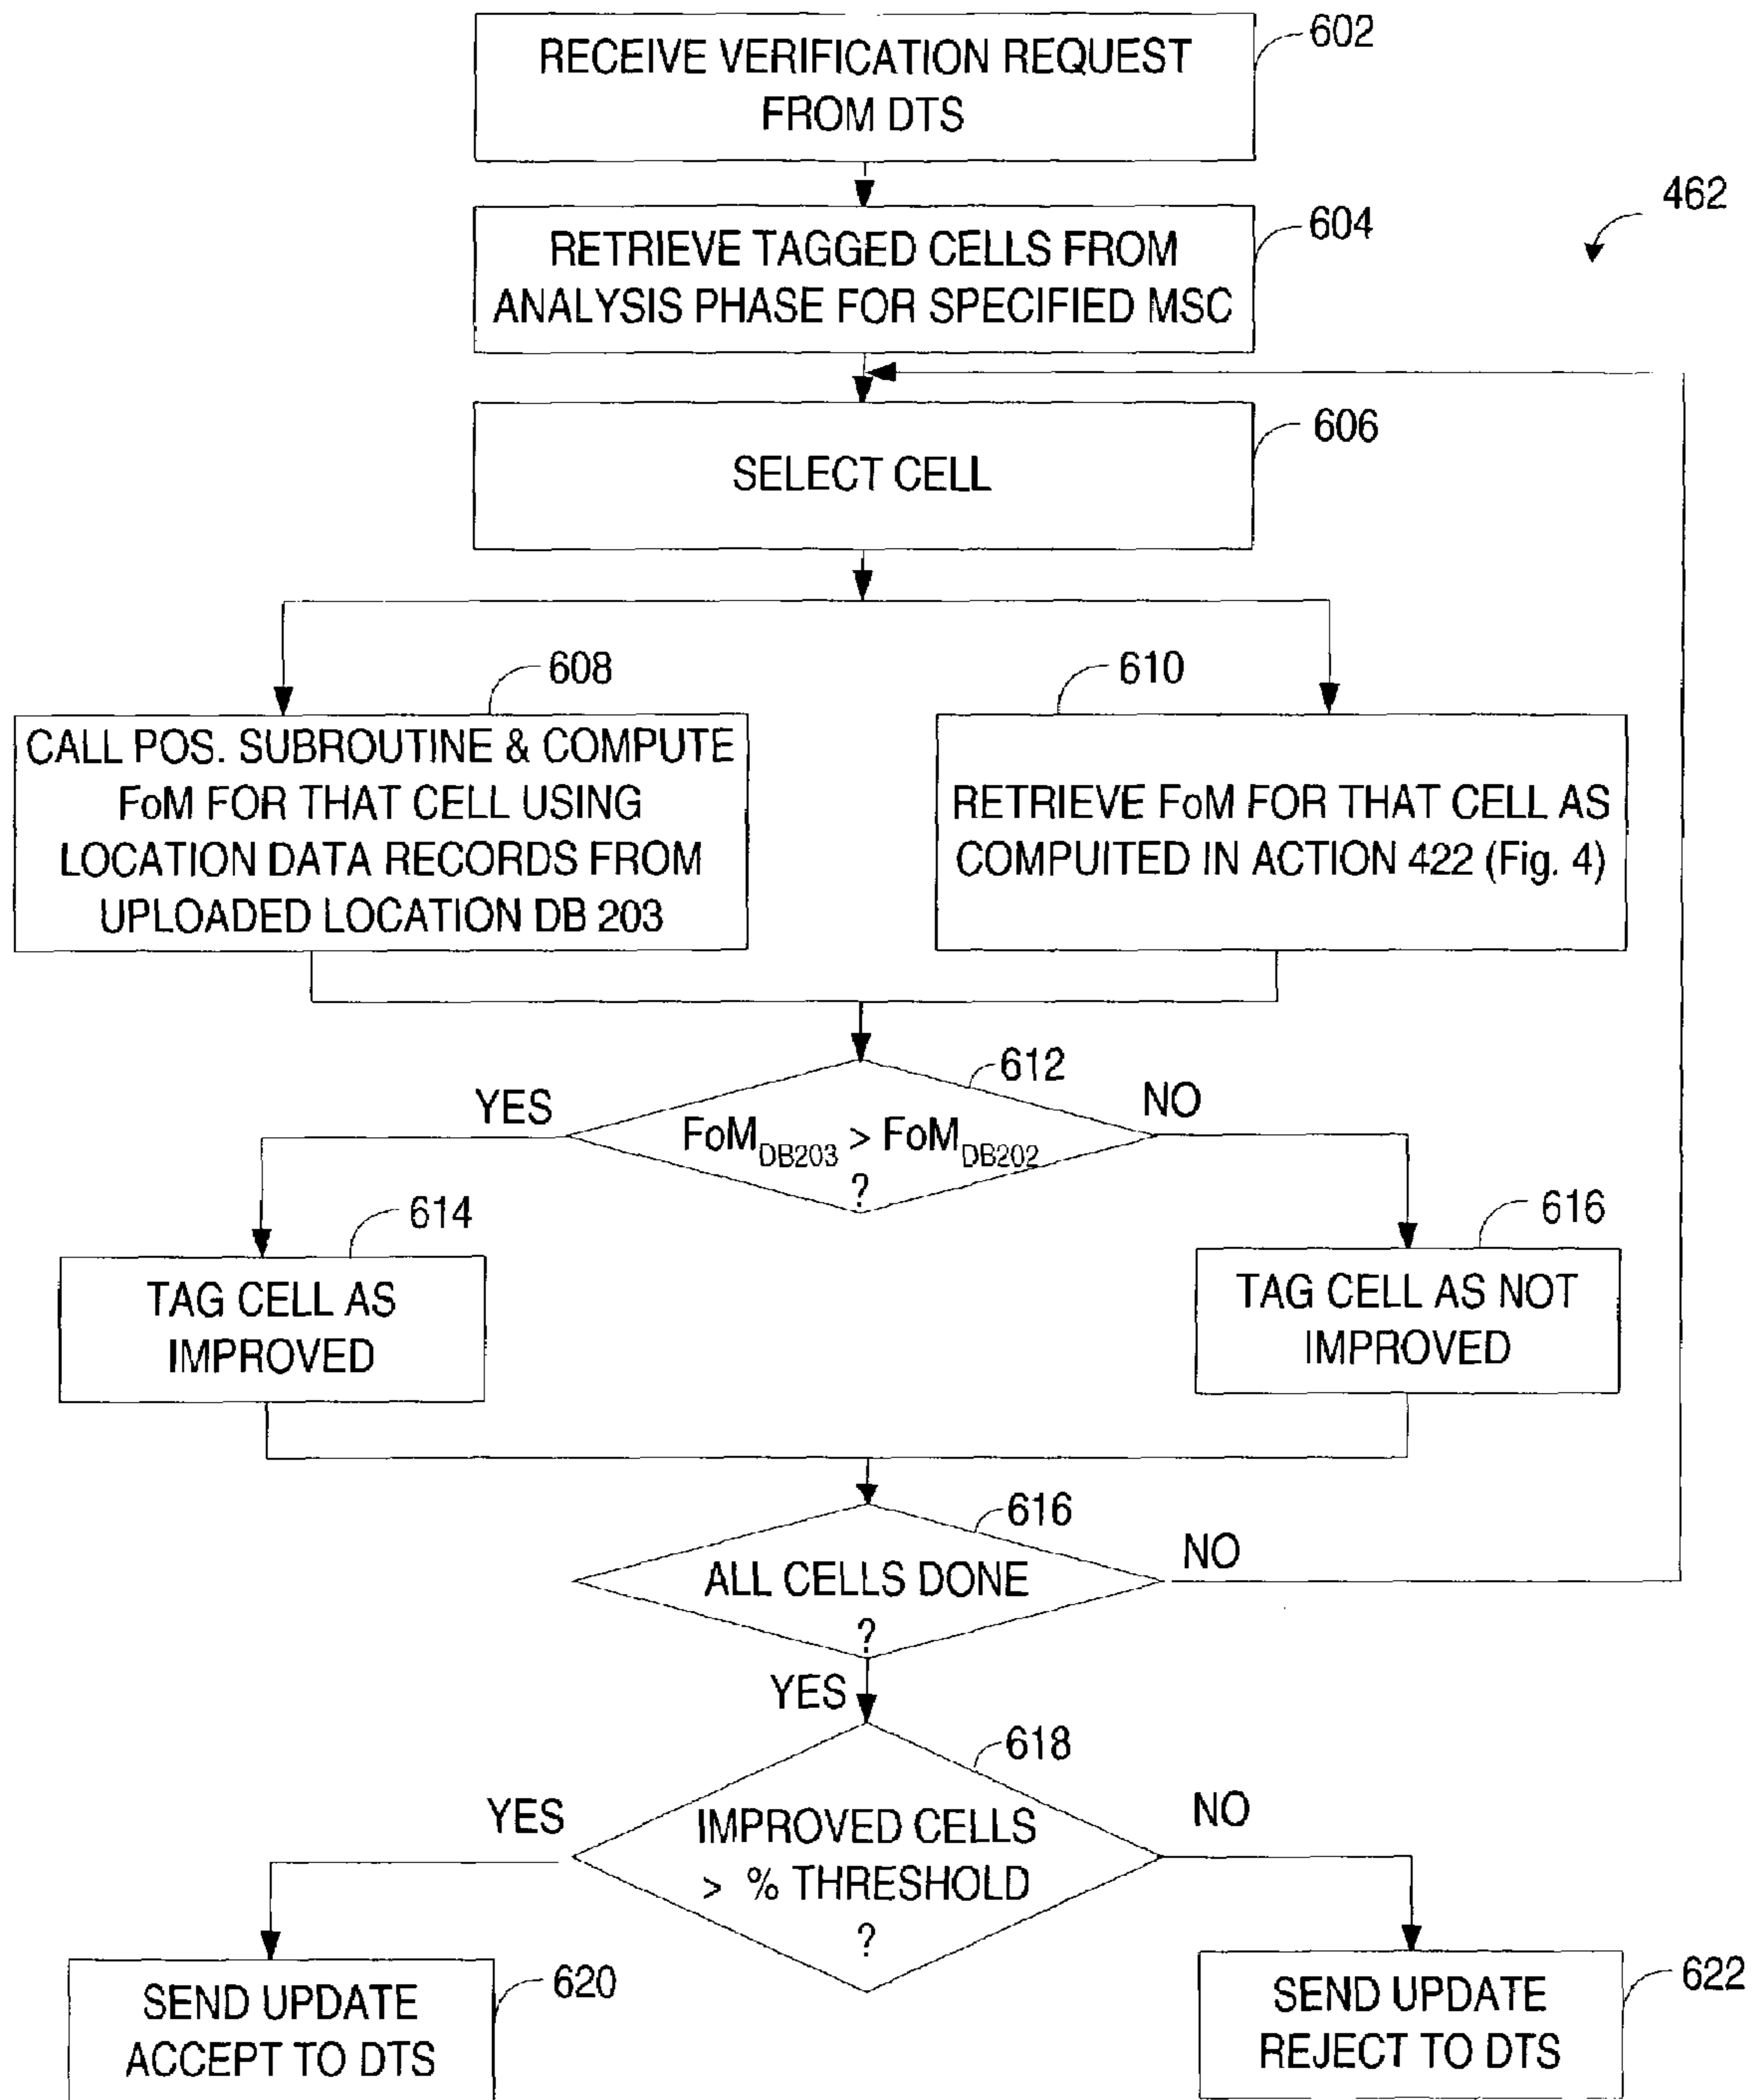 RECEIVE VERIFICATION REQUEST
FROM DTS
602
462
RETRIEVE TAGGED CELLS FROM
ANALYSIS PHASE FOR SPECIFIED MSC
604
SELECT CELL
606
608
CALL POS. SUBROUTINE & COMPUTE
FoM FOR THAT CELL USING
LOCATION DATA RECORDS FROM
UPLOADED LOCATION DB 203
610
RETRIEVE FoM FOR THAT CELL AS
COMPUITED IN ACTION 422 (Fig. 4)
612
YES
NO
FoM_DB203 > FoM_DB202
?
614
TAG CELL AS
IMPROVED
616
TAG CELL AS NOT
IMPROVED
616
ALL CELLS DONE
?
NO
YES
618
YES
NO
IMPROVED CELLS
> % THRESHOLD
?
SEND UPDATE
ACCEPT TO DTS
620
SEND UPDATE
REJECT TO DTS
622